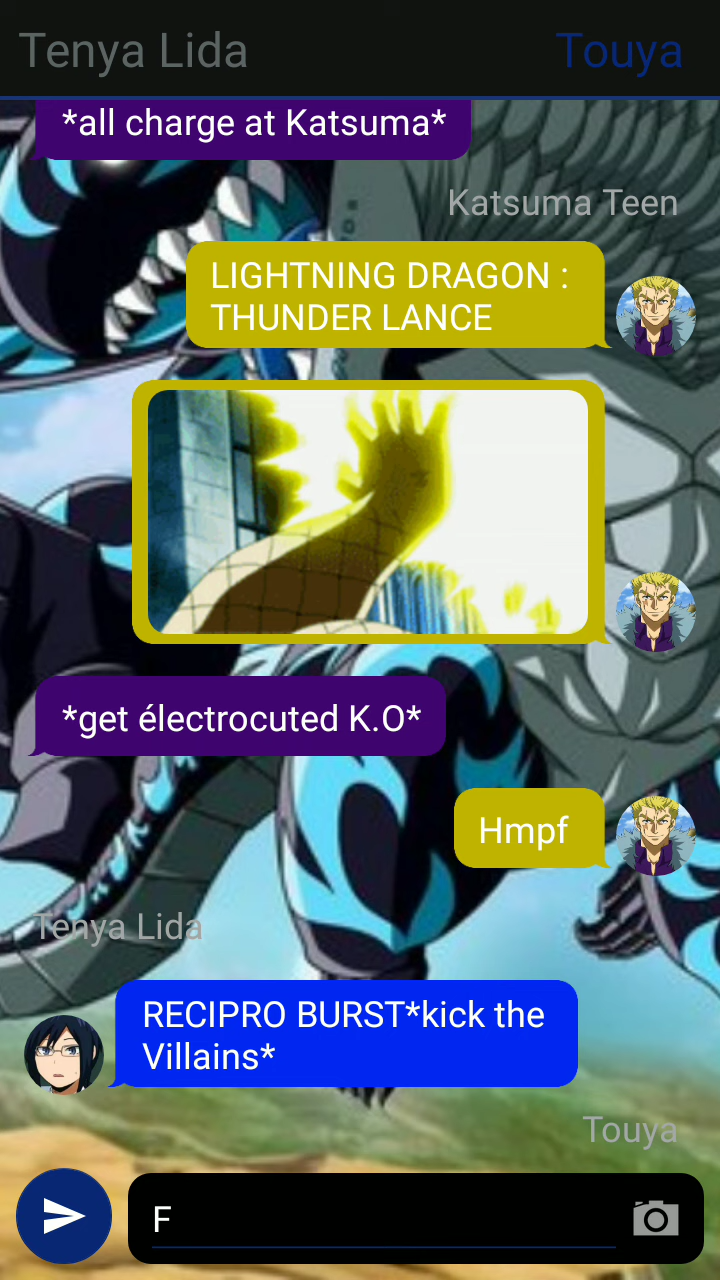 Tenya Lida
Touya
*all charge at Katsuma*
Katsuma Teen
LIGHTNING DRAGON :
THUNDER LANCE
*get électrocuted K.O*
Hmpf
Tenya Lida
RECIPRO BURST*kick the
Villains*
Touya
F